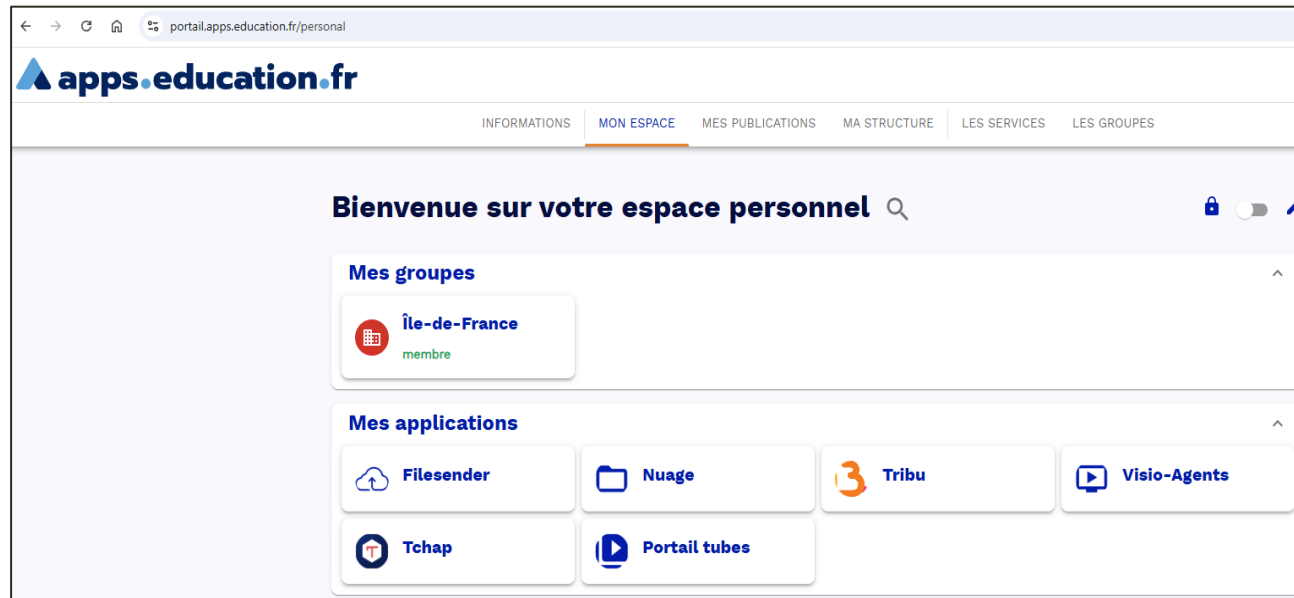 portail.apps.education.fr/personal
apps.education.fr
INFORMATIONS MON ESPACE MES PUBLICATIONS MA STRUCTURE LES SERVICES LES GROUPES
Bienvenue sur votre espace personnel
Mes groupes
Île-de-France
membre
Mes applications
Filesender Nuage Tribu Visio-Agents
Tchap Portail tubes